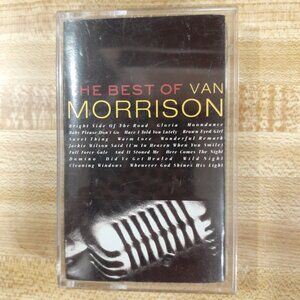 THE BEST OF VAN
MORRISON
Bright Side Of The Road Gloria Moondance
Baby Please Don't Go Have I Told You Lately Brown Eyed Girl
Sweet Thing Warm Love Wonderful Remark
Jackie Wilson Said (I'm In Heaven When You Smile)
Full Force Gale And It Stoned Me Here Comes The Night
Domino Did Ye Get Healed Wild Night
Cleaning Windows Whenever God Shines His Light